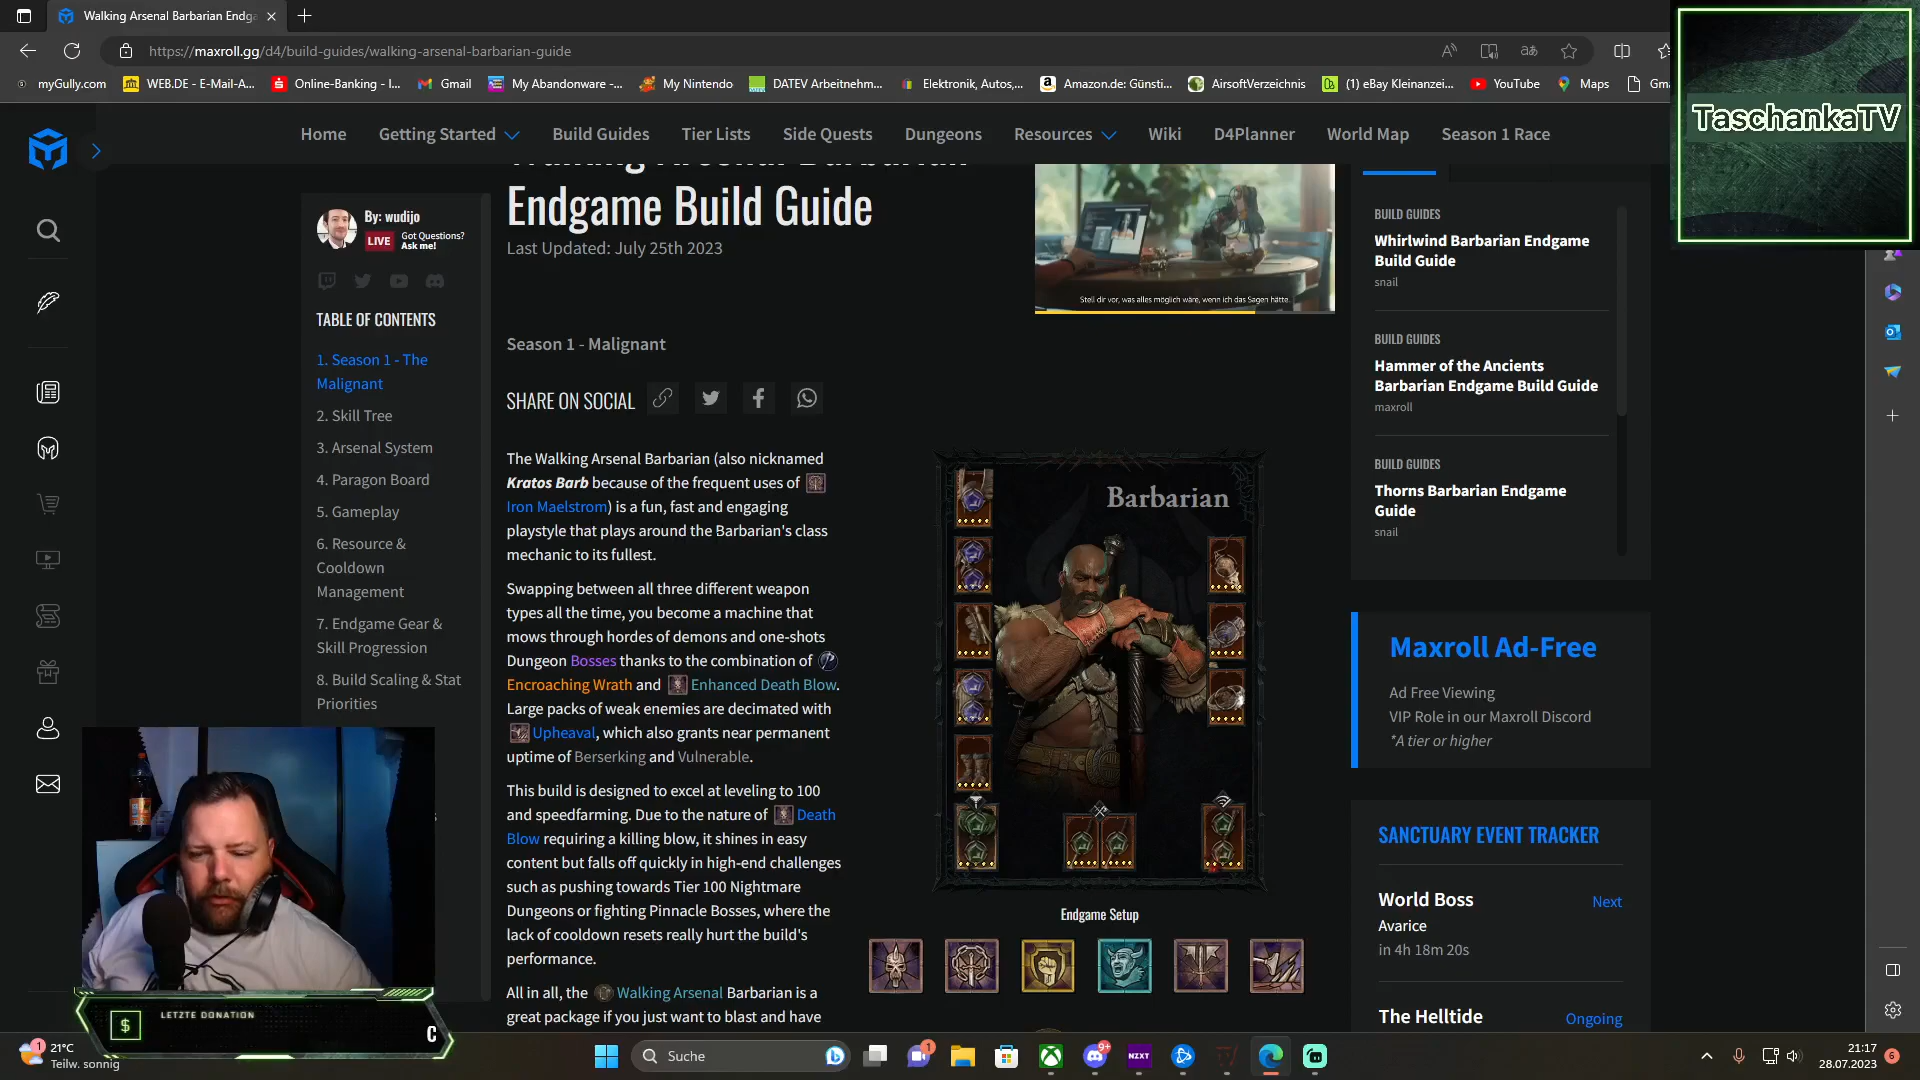 Walking Arsenal Barbarian Endga
https://maxroll.gg/d4/build-guides/walking-arsenal-barbarian-guide
myGully.com
WEB.DE - E-Mail-A...
Online-Banking - I...
Gmail
My Abandonware -...
My Nintendo
DATEV Arbeitnehm...
Elektronik, Autos,...
Amazon.de: Günsti...
AirsoftVerzeichnis
(1) eBay Kleinanzei...
YouTube
Maps
TaschankaTV
Home
Getting Started
Build Guides
Tier Lists
Side Quests
Dungeons
Resources
Wiki
D4Planner
World Map
Season 1 Race
By: wudijo
LIVE
Got Questions?
Ask me!
TABLE OF CONTENTS
1. Season 1 - The
Malignant
2. Skill Tree
3. Arsenal System
4. Paragon Board
5. Gameplay
6. Resource &
Cooldown
Management
7. Endgame Gear &
Skill Progression
8. Build Scaling & Stat
Priorities
Walking Arsenal Barbarian
Endgame Build Guide
Last Updated: July 25th 2023
Stell dir vor, was alles möglich wäre, wenn ich das Sagen hätte.
Season 1 - Malignant
SHARE ON SOCIAL
The Walking Arsenal Barbarian (also nicknamed
Kratos Barb because of the frequent uses of
Iron Maelstrom) is a fun, fast and engaging
playstyle that plays around the Barbarian's class
mechanic to its fullest.
Swapping between all three different weapon
types all the time, you become a machine that
mows through hordes of demons and one-shots
Dungeon Bosses thanks to the combination of
Encroaching Wrath and Enhanced Death Blow.
Large packs of weak enemies are decimated with
Upheaval, which also grants near permanent
uptime of Berserking and Vulnerable.
This build is designed to excel at leveling to 100
and speedfarming. Due to the nature of Death
Blow requiring a killing blow, it shines in easy
content but falls off quickly in high-end challenges
such as pushing towards Tier 100 Nightmare
Dungeons or fighting Pinnacle Bosses, where the
lack of cooldown resets really hurt the build's
performance.
All in all, the Walking Arsenal Barbarian is a
great package if you just want to blast and have
Barbarian
Endgame Setup
BUILD GUIDES
Whirlwind Barbarian Endgame
Build Guide
snail
BUILD GUIDES
Hammer of the Ancients
Barbarian Endgame Build Guide
maxroll
BUILD GUIDES
Thorns Barbarian Endgame
Guide
snail
Maxroll Ad-Free
Ad Free Viewing
VIP Role in our Maxroll Discord
*A tier or higher
SANCTUARY EVENT TRACKER
World Boss
Next
Avarice
in 4h 18m 20s
The Helltide
Ongoing
$
LETZTE DONATION
C
1
21°C
Teilw. sonnig
Suche
1
9+
NZXT
21:17
28.07.2023
6